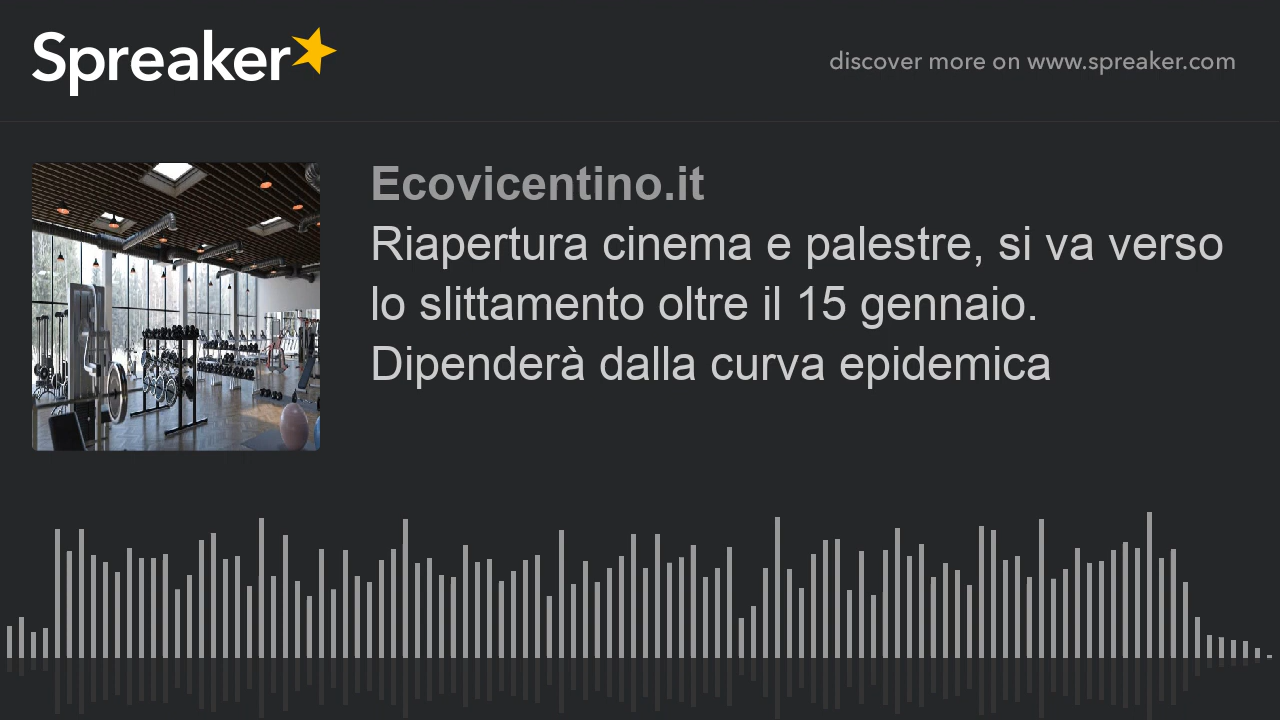 Spreaker
discover more on www.spreaker.com
Ecovicentino.it
Riapertura cinema e palestre, si va verso
lo slittamento oltre il 15 gennaio.
Dipenderà dalla curva epidemica